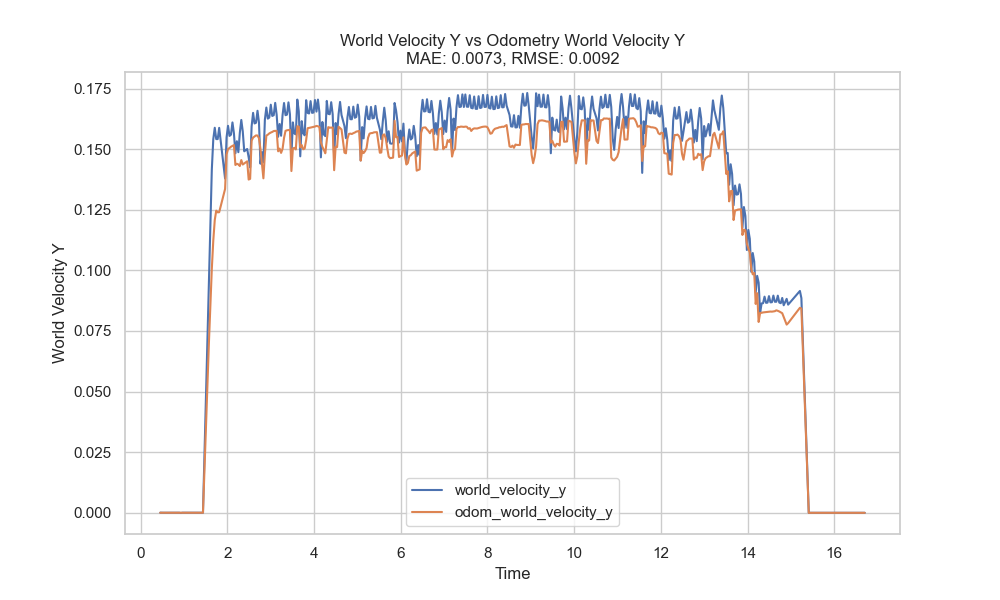 World Velocity Y vs Odometry World Velocity Y
MAE: 0.0073, RMSE: 0.0092
World Velocity Y
0.175
0.150
0.125
0.100
0.075
0.050
0.025
0.000
world_velocity_y
odom_world_velocity_y
0 2 4 6 8 10 12 14 16
Time